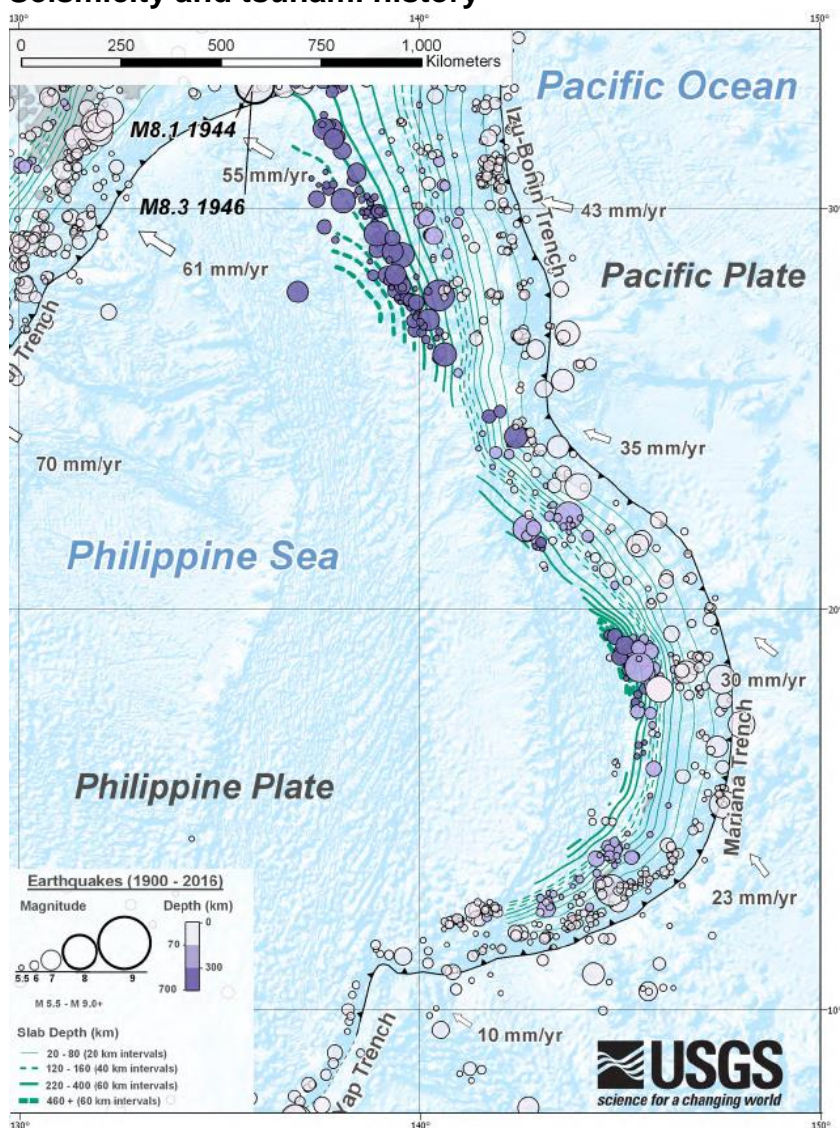 Seismicity and tsunami history
130°
140°
150°
0 250 500 750 1,000
Kilometers
Pacific Ocean
M8.1 1944
55 mm/yr
M8.3 1946
Izu-Bonin Trench
43 mm/yr
30°
61 mm/yr
Pacific Plate
Trench
35 mm/yr
70 mm/yr
Philippine Sea
20°
30 mm/yr
Philippine Plate
Mariana Trench
23 mm/yr
Earthquakes (1900 - 2016)
Magnitude
Depth (km)
0
70
300
700
5.5 6 7 8 9
M 5.5 - M 9.0+
Slab Depth (km)
20 - 80 (20 km intervals)
120 - 160 (40 km intervals)
220 - 400 (60 km intervals)
460 + (60 km intervals)
10°
10 mm/yr
Yap Trench
USGS
science for a changing world
130°
140°
150°